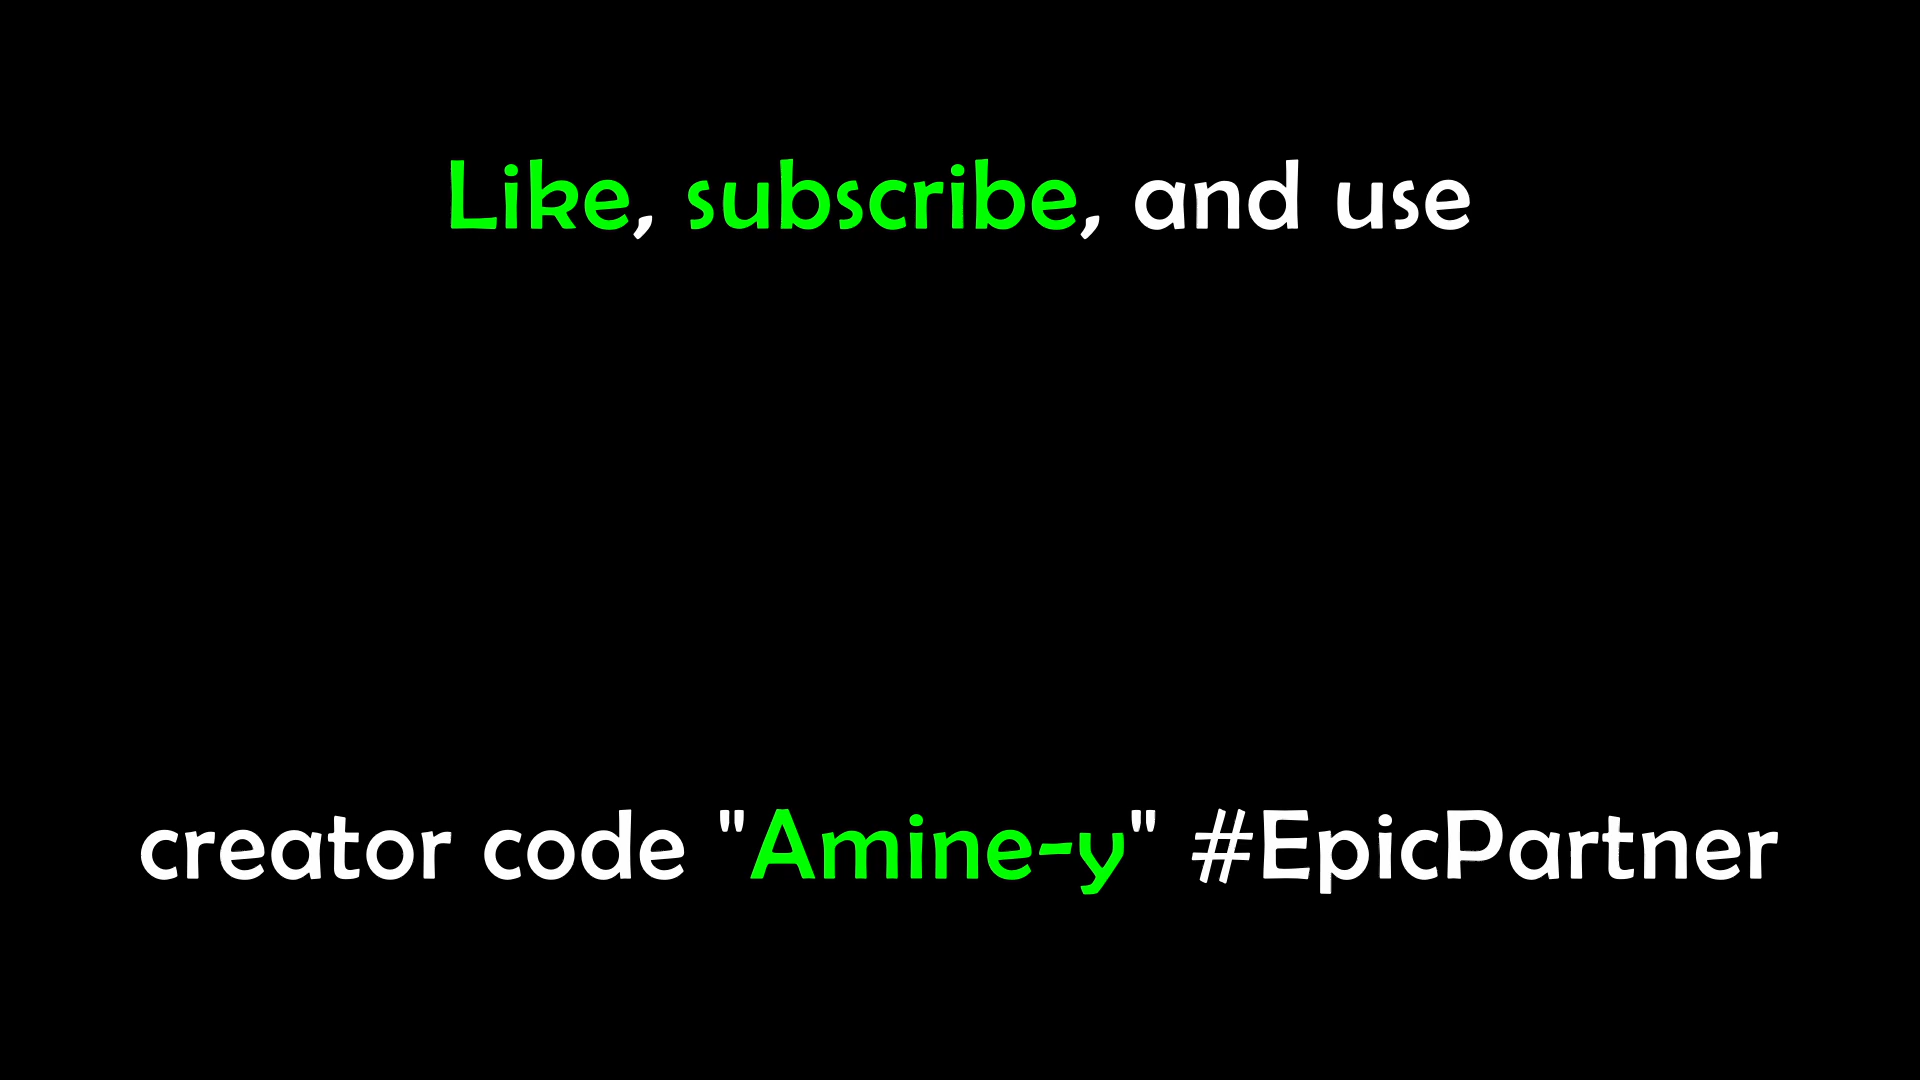 Like, subscribe, and use
creator code "Amine-y" #EpicPartner